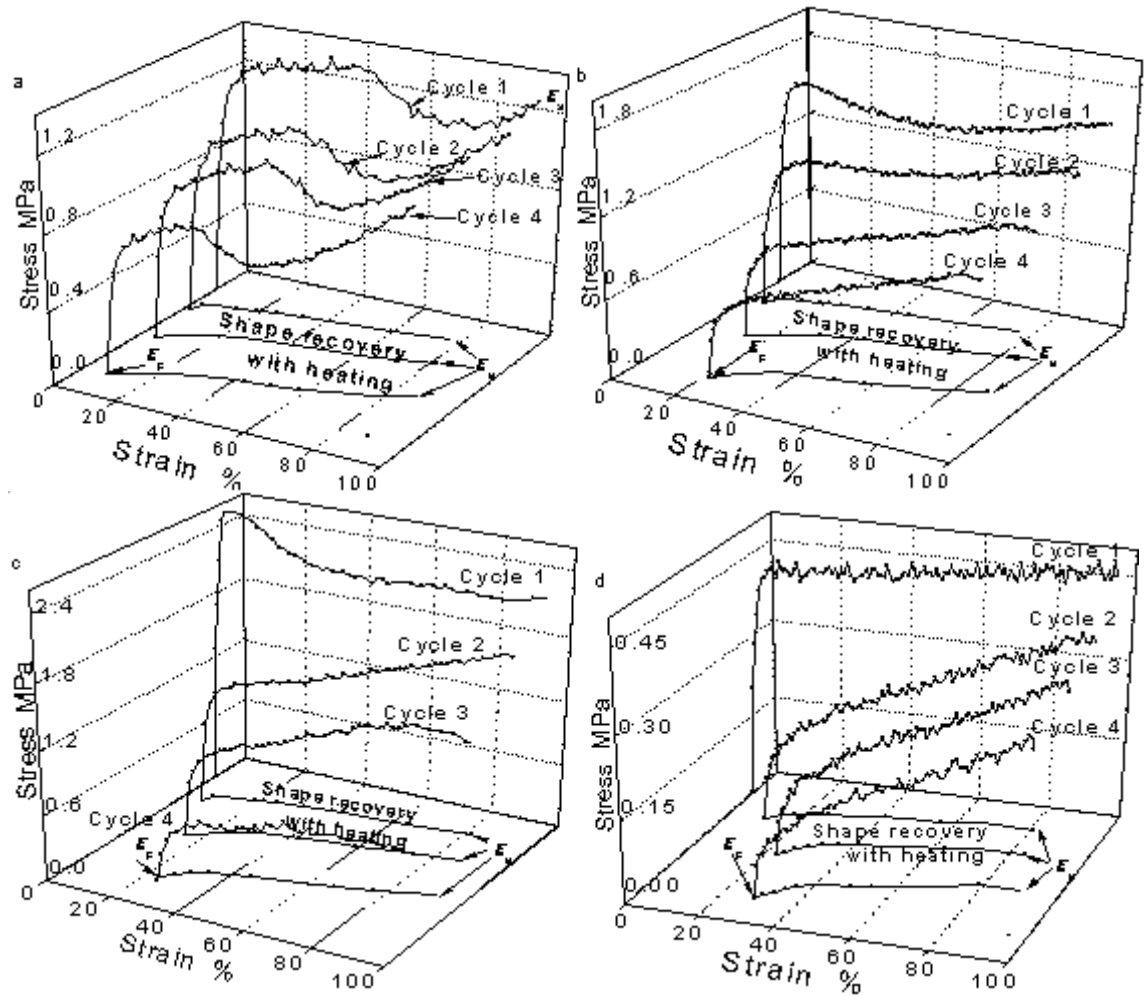 a
Stress MPa
1.2
0.8
0.4
0.0
0
20
40
60
80
100
Strain %
Cycle 1
Cycle 2
Cycle 3
Cycle 4
Shape recovery
with heating
E
E
E
b
Stress MPa
1.8
1.2
0.6
0.0
0
20
40
60
80
100
Strain %
Cycle 1
Cycle 2
Cycle 3
Cycle 4
Shape recovery
with heating
E
E
c
Stress MPa
2.4
1.8
1.2
0.6
0.0
0
20
40
60
80
100
Strain %
Cycle 1
Cycle 2
Cycle 3
Cycle 4
Shape recovery
with heating
E
E
d
Stress MPa
0.45
0.30
0.15
0.00
0
20
40
60
80
100
Strain %
Cycle 1
Cycle 2
Cycle 3
Cycle 4
Shape recovery
with heating
E
E